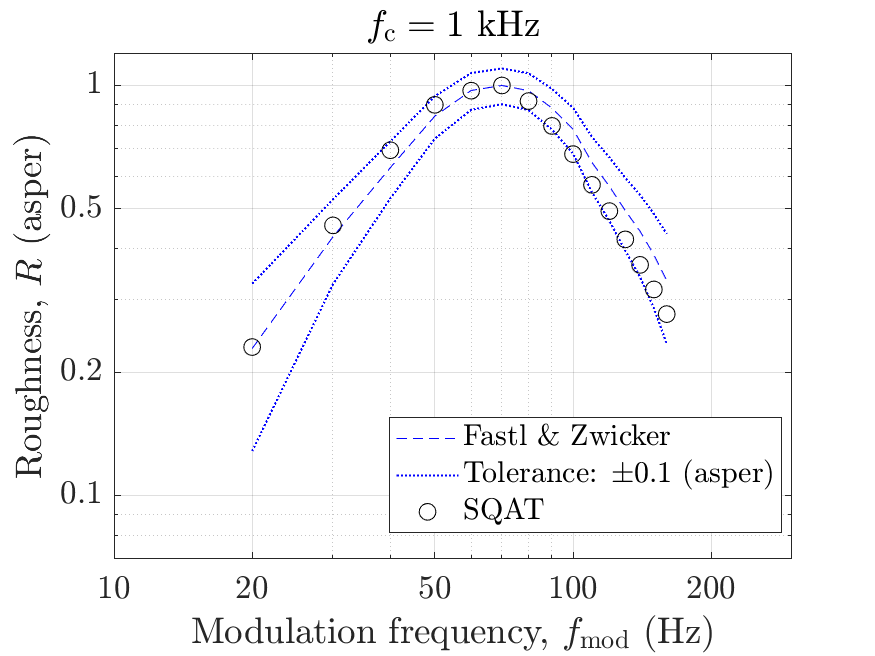 f_c = 1 kHz
1
0.5
0.2
0.1
Roughness, R (asper)
10 20 50 100 200
Modulation frequency, f_mod (Hz)
Fastl & Zwicker
Tolerance: ±0.1 (asper)
SQAT